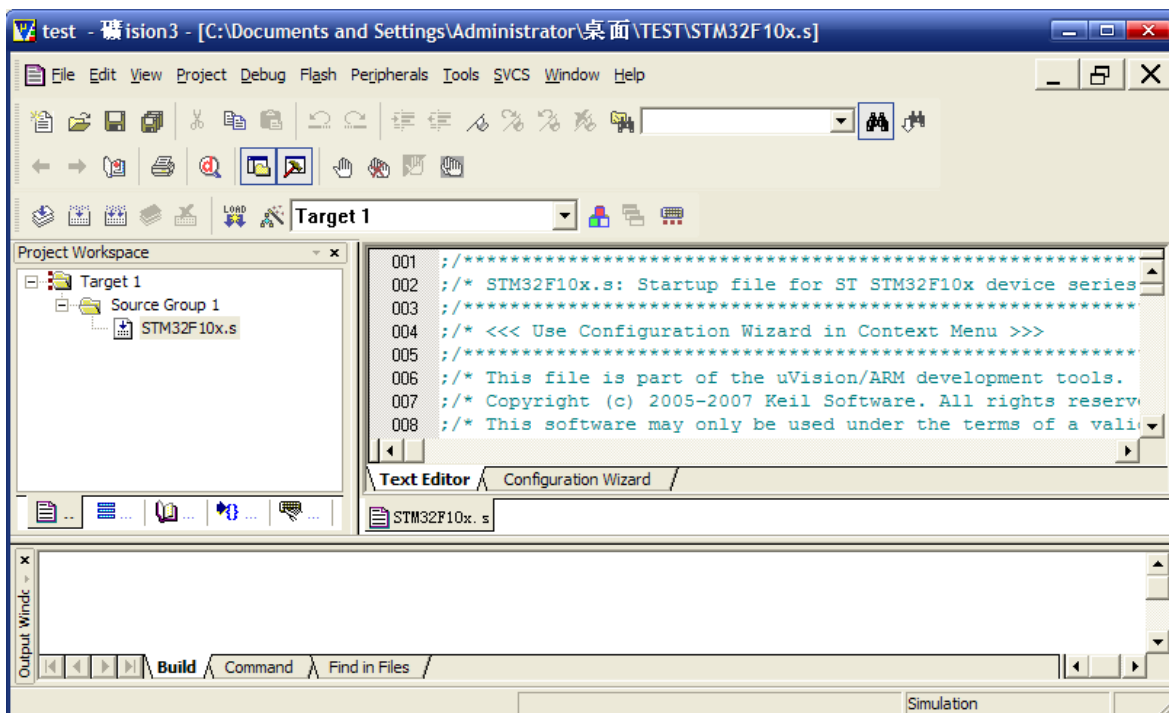 test - 礦ision3 - [C:\Documents and Settings\Administrator\桌面\TEST\STM32F10x.s]
File Edit View Project Debug Flash Peripherals Tools SVCS Window Help
LOAD Target 1
Project Workspace
Target 1
Source Group 1
STM32F10x.s
001 ;/*****************************************************************
002 ;/* STM32F10x.s: Startup file for ST STM32F10x device series
003 ;/*****************************************************************
004 ;/* <<< Use Configuration Wizard in Context Menu >>>
005 ;/*****************************************************************
006 ;/* This file is part of the uVision/ARM development tools.
007 ;/* Copyright (c) 2005-2007 Keil Software. All rights reserv
008 ;/* This software may only be used under the terms of a vali
Text Editor Configuration Wizard
.. ... ... ... ...
STM32F10x.s
Output Windc
Build Command Find in Files
Simulation